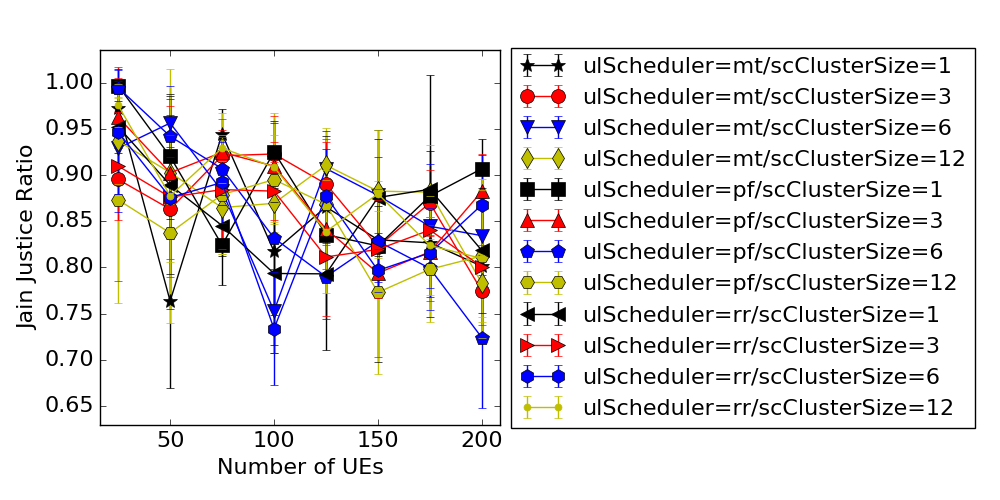 1.00
0.95
0.90
0.85
0.80
0.75
0.70
0.65
Jain Justice Ratio
50
100
150
200
Number of UEs
ulScheduler=mt/scClusterSize=1
ulScheduler=mt/scClusterSize=3
ulScheduler=mt/scClusterSize=6
ulScheduler=mt/scClusterSize=12
ulScheduler=pf/scClusterSize=1
ulScheduler=pf/scClusterSize=3
ulScheduler=pf/scClusterSize=6
ulScheduler=pf/scClusterSize=12
ulScheduler=rr/scClusterSize=1
ulScheduler=rr/scClusterSize=3
ulScheduler=rr/scClusterSize=6
ulScheduler=rr/scClusterSize=12